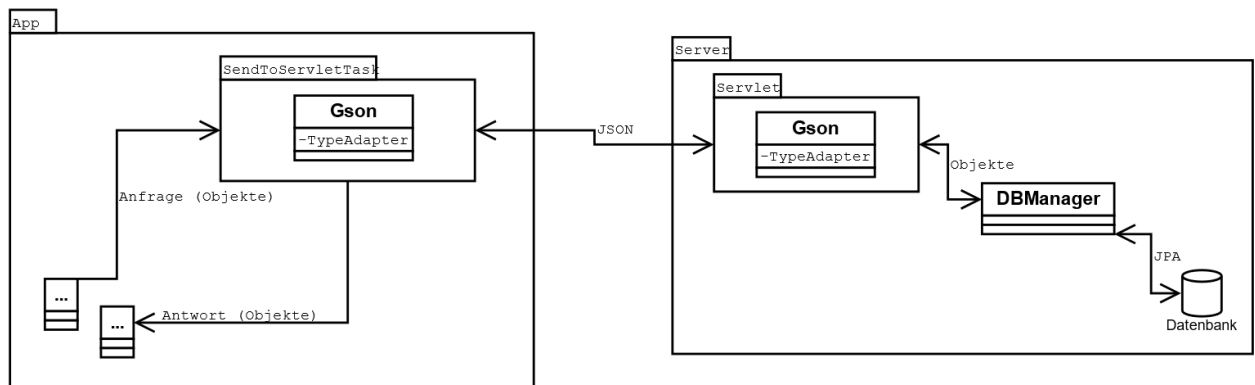 App
SendToServletTask
Gson
-TypeAdapter
Anfrage (Objekte)
...
...
Antwort (Objekte)
JSON
Server
Servlet
Gson
-TypeAdapter
Objekte
DBManager
JPA
Datenbank